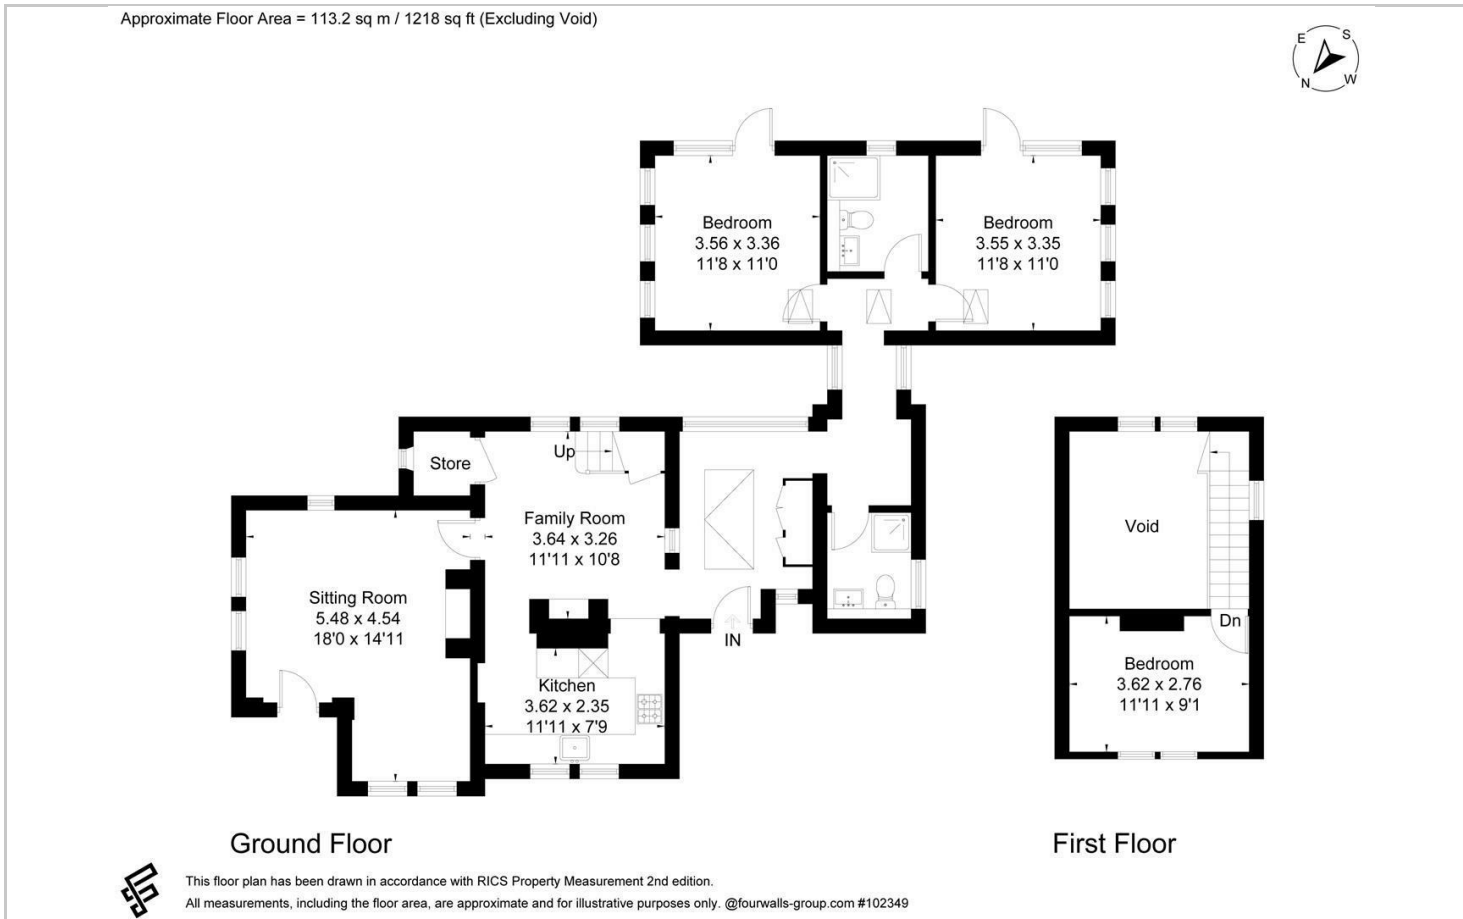 Approximate Floor Area = 113.2 sq m / 1218 sq ft (Excluding Void)
E S
N W
Bedroom
3.56 x 3.36
11'8 x 11'0
Bedroom
3.55 x 3.35
11'8 x 11'0
Store
Up
Family Room
3.64 x 3.26
11'11 x 10'8
Sitting Room
5.48 x 4.54
18'0 x 14'11
IN
Kitchen
3.62 x 2.35
11'11 x 7'9
Void
Dn
Bedroom
3.62 x 2.76
11'11 x 9'1
Ground Floor
First Floor
This floor plan has been drawn in accordance with RICS Property Measurement 2nd edition.
All measurements, including the floor area, are approximate and for illustrative purposes only. @fourwalls-group.com #102349